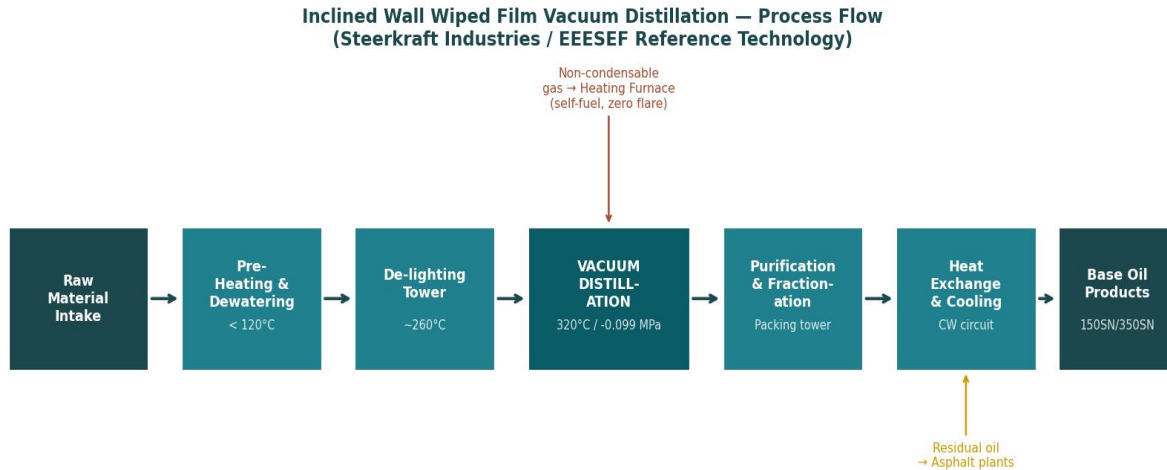 Inclined Wall Wiped Film Vacuum Distillation — Process Flow
(Steerkraft Industries / EEESEF Reference Technology)
Non-condensable
gas → Heating Furnace
(self-fuel, zero flare)
Raw
Material
Intake
Pre-
Heating &
Dewatering
< 120°C
De-lighting
Tower
~260°C
VACUUM
DISTILL-
ATION
320°C / -0.099 MPa
Purification
& Fraction-
ation
Packing tower
Heat
Exchange
& Cooling
CW circuit
Base Oil
Products
150SN/350SN
Residual oil
→ Asphalt plants